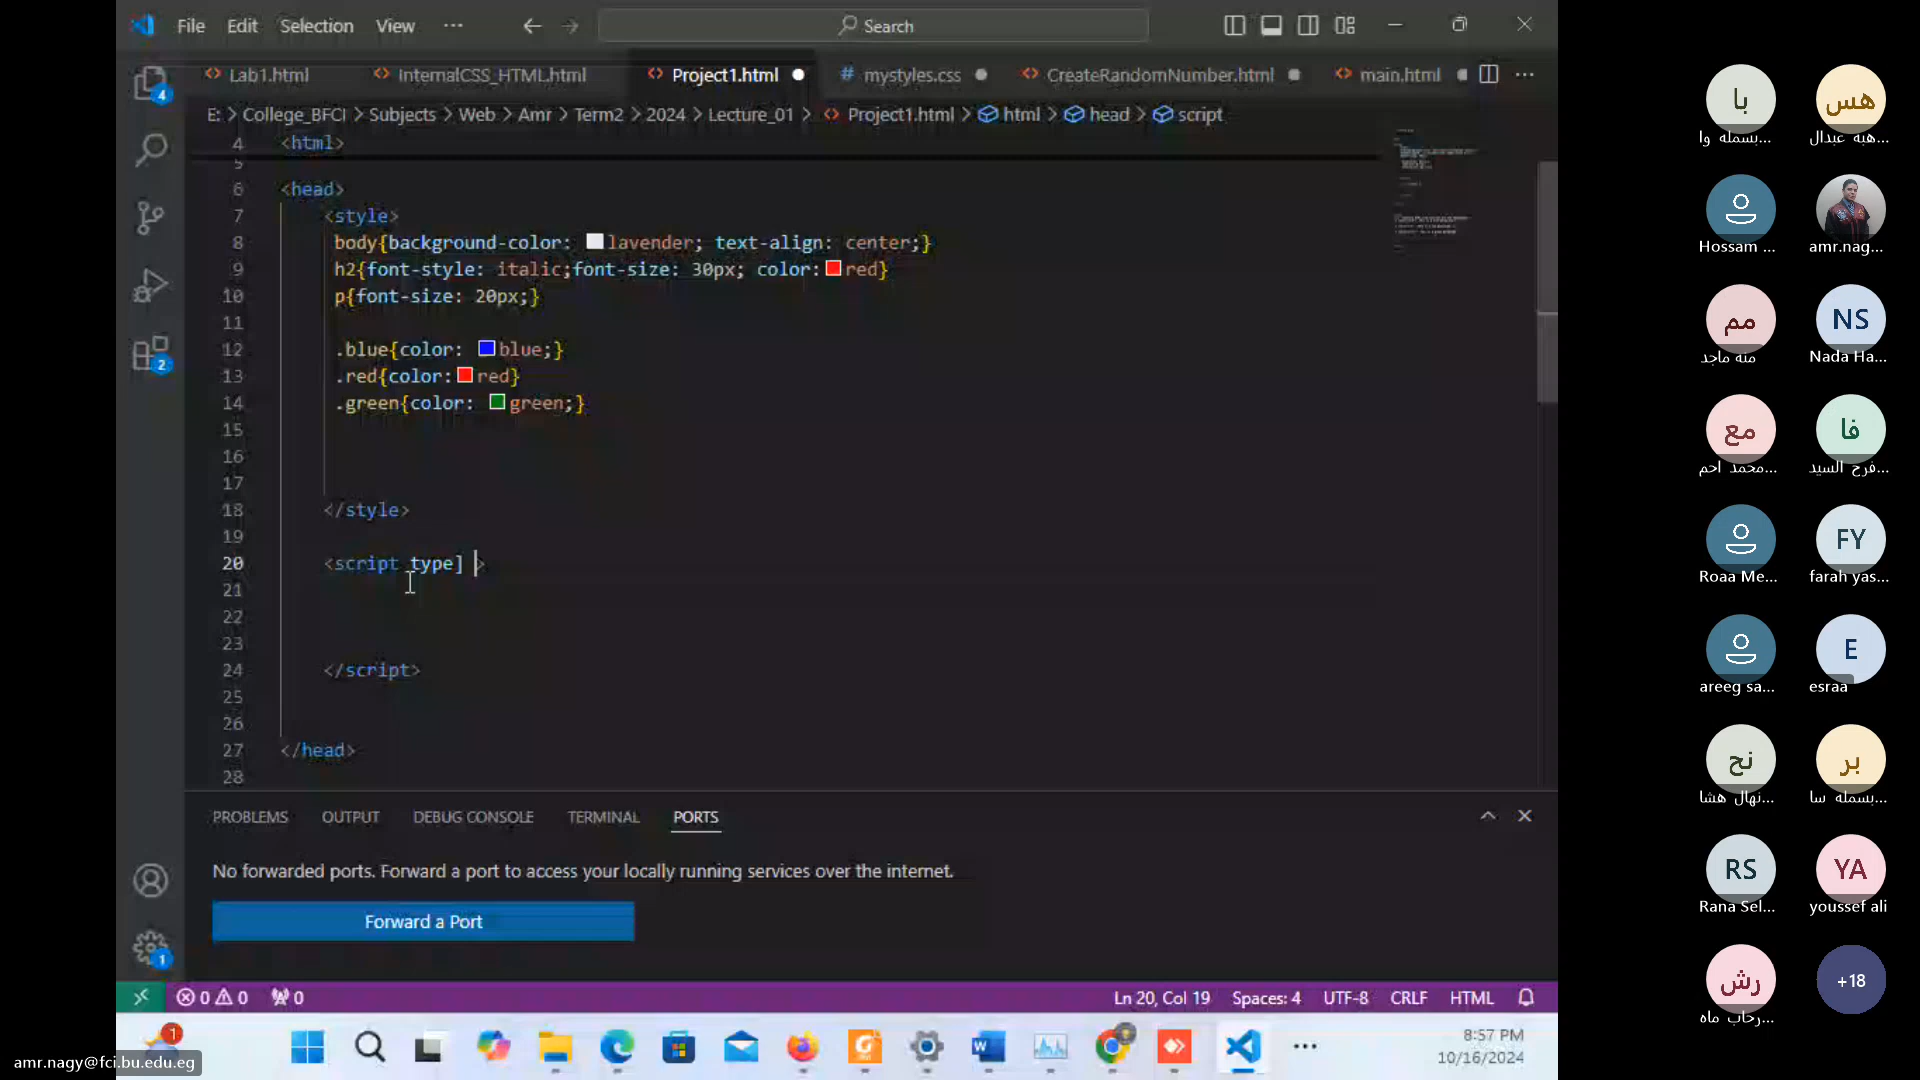 File Edit Selection View ···
Search
Lab1.html
InternalCSS_HTML.html
Project1.html
mystyles.css
CreateRandomNumber.html
main.html
E: > College_BFCI > Subjects > Web > Amr > Term2 > 2024 > Lecture_01 > Project1.html > html > head > script
4 <html>
5
6 <head>
7 <style>
8 body{background-color: lavender; text-align: center;}
9 h2{font-style: italic;font-size: 30px; color:red}
10 p{font-size: 20px;}
11
12 .blue{color: blue;}
13 .red{color:red}
14 .green{color: green;}
15
16
17
18 </style>
19
20 <script type] >
21
22
23
24 </script>
25
26
27 </head>
28
4
2
1
PROBLEMS OUTPUT DEBUG CONSOLE TERMINAL PORTS
No forwarded ports. Forward a port to access your locally running services over the internet.
Forward a Port
0 0 0
Ln 20, Col 19 Spaces: 4 UTF-8 CRLF HTML
1
8:57 PM
10/16/2024
amr.nagy@fci.bu.edu.eg
با
بسمله وا...
هس
هبه عبدال...
Hossam ...
amr.nag...
مم
منه ماجد
NS
Nada Ha...
مع
محمد احم...
فا
فرح السيد...
Roaa Me...
FY
farah yas...
areeg sa...
E
esraa
نح
نهال هشا...
بر
بسمله سا...
RS
Rana Sel...
YA
youssef ali
رش
رحاب ماه...
+18